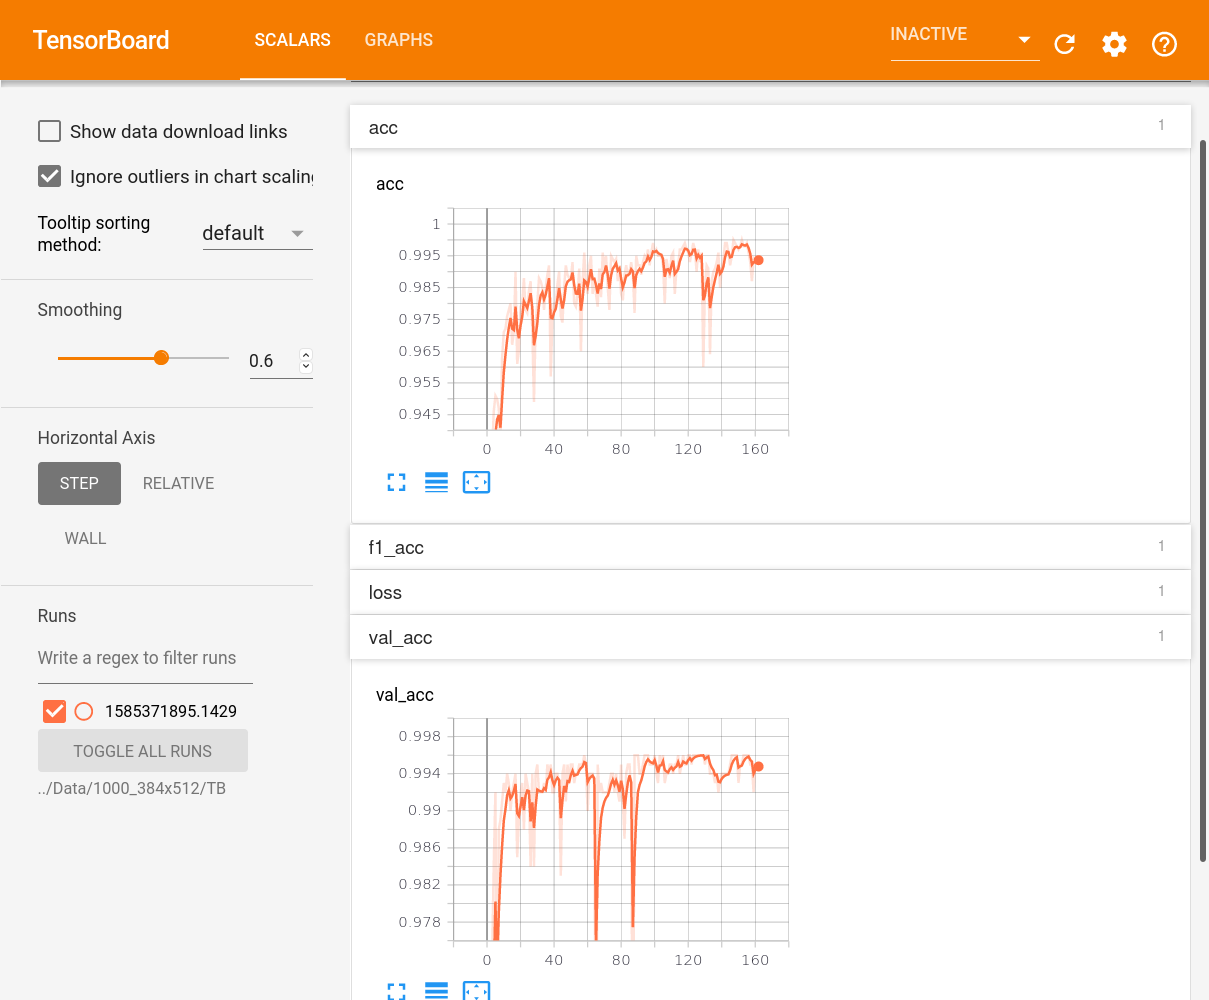 TensorBoard
SCALARS
GRAPHS
INACTIVE
Show data download links
Ignore outliers in chart scaling
Tooltip sorting
method:
default
Smoothing
0.6
Horizontal Axis
STEP
RELATIVE
WALL
Runs
Write a regex to filter runs
1585371895.1429
TOGGLE ALL RUNS
../Data/1000_384x512/TB
acc
1
acc
1
0.995
0.985
0.975
0.965
0.955
0.945
0 40 80 120 160
f1_acc
1
loss
1
val_acc
1
val_acc
0.998
0.994
0.99
0.986
0.982
0.978
0 40 80 120 160